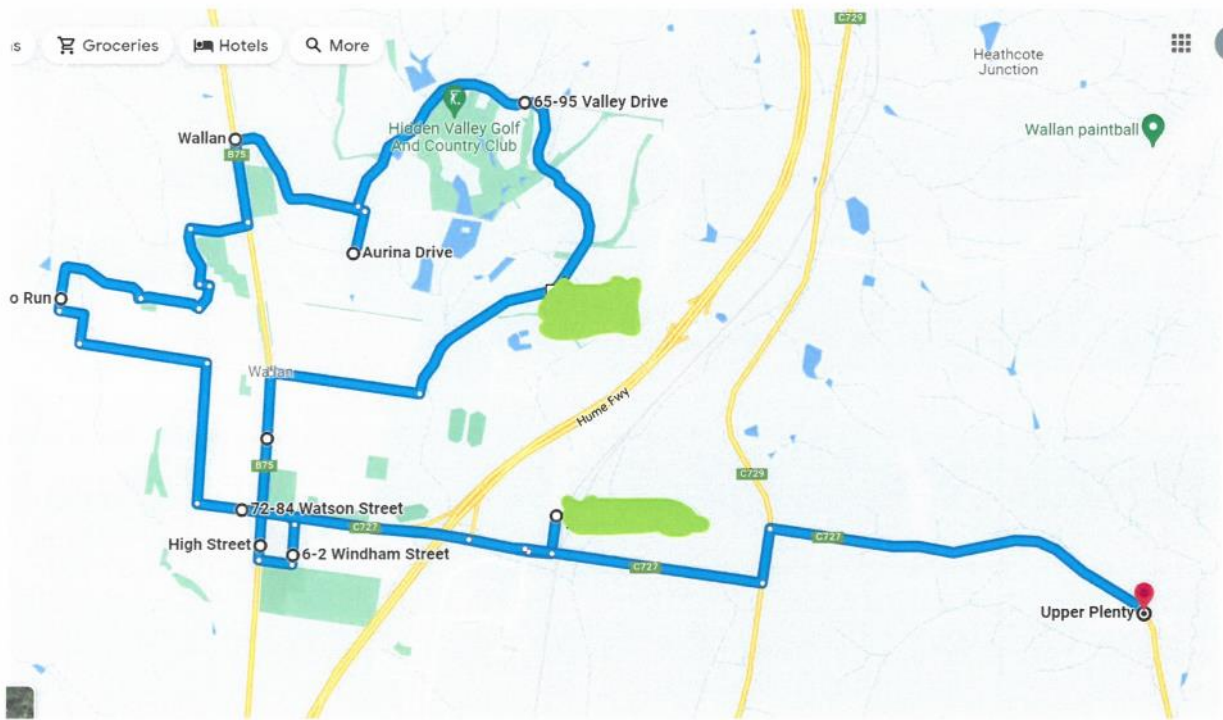 ns
Groceries
Hotels
More
C729
Heathcote
Junction
65-95 Valley Drive
Hidden Valley Golf
And Country Club
Wallan paintball
Wallan
B75
Aurina Drive
o Run
Wallan
Hume Fwy
B75
C729
72-84 Watson Street
C727
C727
High Street
6-2 Windham Street
C727
Upper Plenty